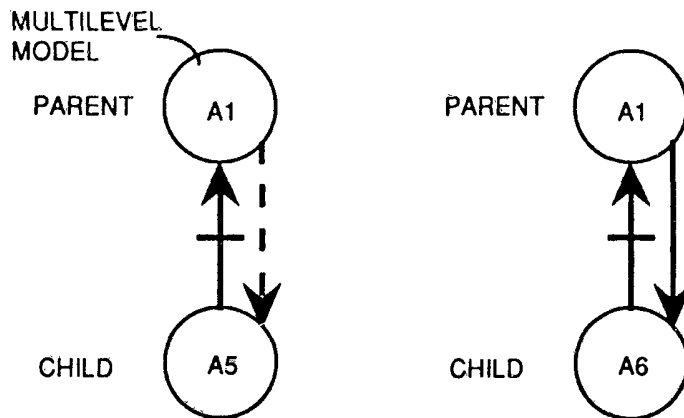 MULTILEVEL
MODEL
PARENT
A1
PARENT
A1
CHILD
A5
CHILD
A6